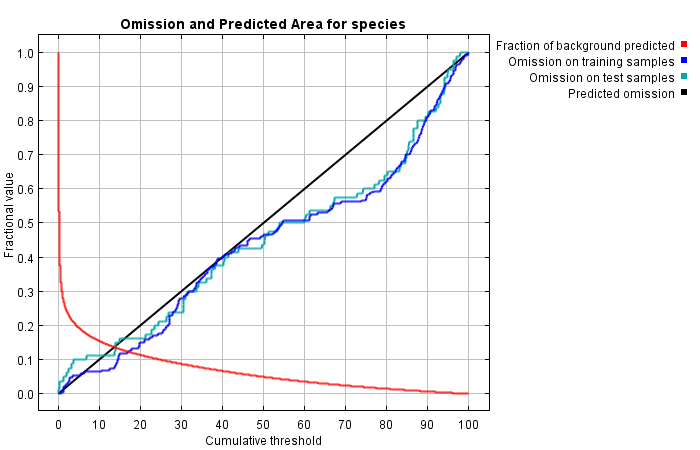 Omission and Predicted Area for species
Fraction of background predicted
Omission on training samples
Omission on test samples
Predicted omission
Fractional value
1.0
0.9
0.8
0.7
0.6
0.5
0.4
0.3
0.2
0.1
0.0
0 10 20 30 40 50 60 70 80 90 100
Cumulative threshold